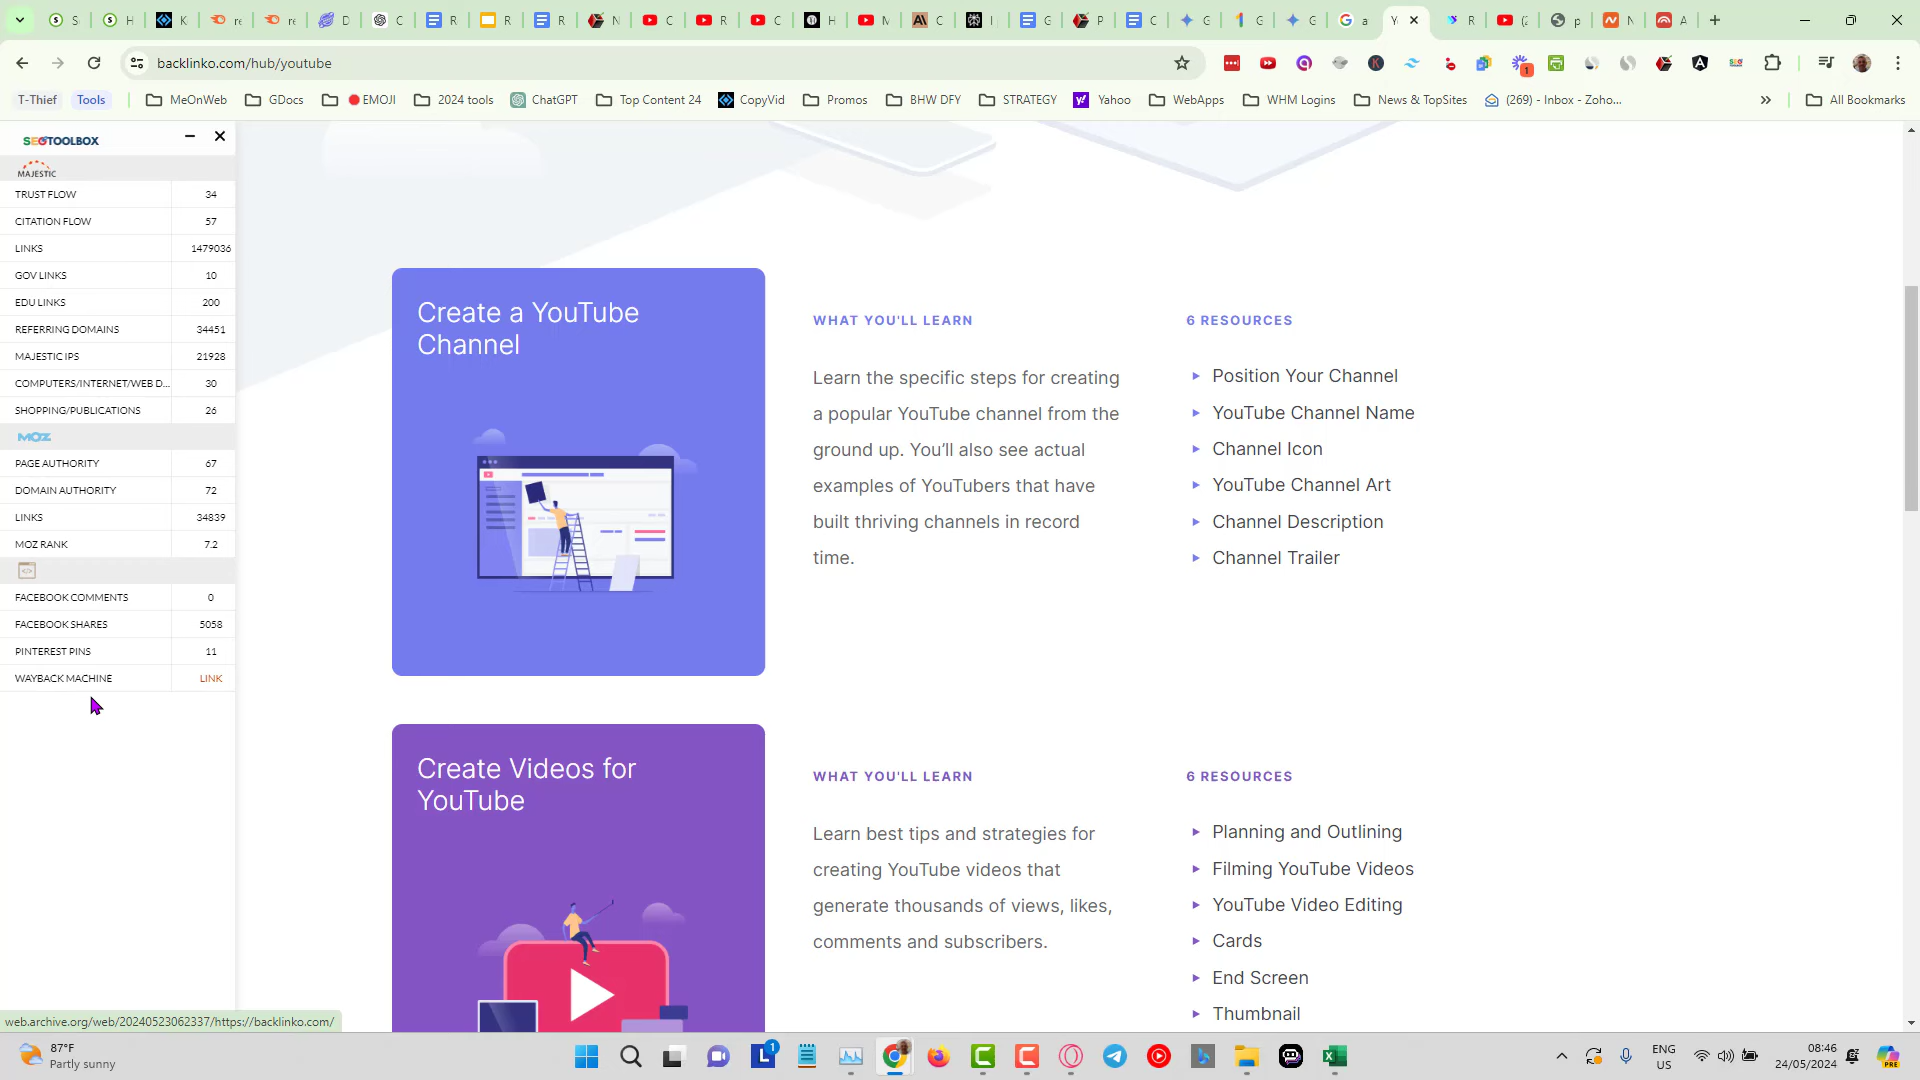 S
H
K
re
re
D
C
R
R
R
N
C
R
C
H
M
C
I
G
P
C
G
G
G
a
Y
R
(2
p
N
A
backlinko.com/hub/youtube
1
T-Thief
Tools
MeOnWeb
GDocs
EMOJI
2024 tools
ChatGPT
Top Content 24
CopyVid
Promos
BHW DFY
STRATEGY
Yahoo
WebApps
WHM Logins
News & TopSites
(269) - Inbox - Zoho...
»
All Bookmarks
SEOTOOLBOX
MAJESTIC
TRUST FLOW 34
CITATION FLOW 57
LINKS 1479036
GOV LINKS 10
EDU LINKS 200
REFERRING DOMAINS 34451
MAJESTIC IPS 21928
COMPUTERS/INTERNET/WEB D... 30
SHOPPING/PUBLICATIONS 26
MOZ
PAGE AUTHORITY 67
DOMAIN AUTHORITY 72
LINKS 34839
MOZ RANK 7.2
FACEBOOK COMMENTS 0
FACEBOOK SHARES 5058
PINTEREST PINS 11
WAYBACK MACHINE LINK
Create a YouTube
Channel
WHAT YOU'LL LEARN
Learn the specific steps for creating
a popular YouTube channel from the
ground up. You’ll also see actual
examples of YouTubers that have
built thriving channels in record
time.
6 RESOURCES
Position Your Channel
YouTube Channel Name
Channel Icon
YouTube Channel Art
Channel Description
Channel Trailer
Create Videos for
YouTube
WHAT YOU'LL LEARN
Learn best tips and strategies for
creating YouTube videos that
generate thousands of views, likes,
comments and subscribers.
6 RESOURCES
Planning and Outlining
Filming YouTube Videos
YouTube Video Editing
Cards
End Screen
Thumbnail
web.archive.org/web/20240523062337/https://backlinko.com/
87°F
Partly sunny
L
1
ENG
US
08:46
24/05/2024